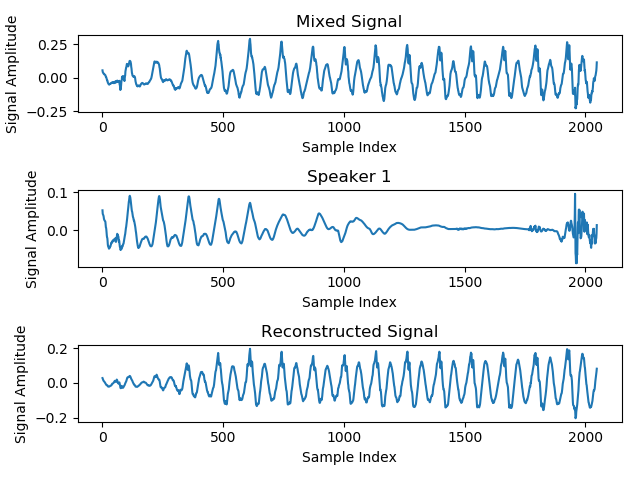 Mixed Signal
Signal Amplitude
0.25
0.00
−0.25
0 500 1000 1500 2000
Sample Index
Speaker 1
Signal Amplitude
0.1
0.0
0 500 1000 1500 2000
Sample Index
Reconstructed Signal
Signal Amplitude
0.2
0.0
−0.2
0 500 1000 1500 2000
Sample Index